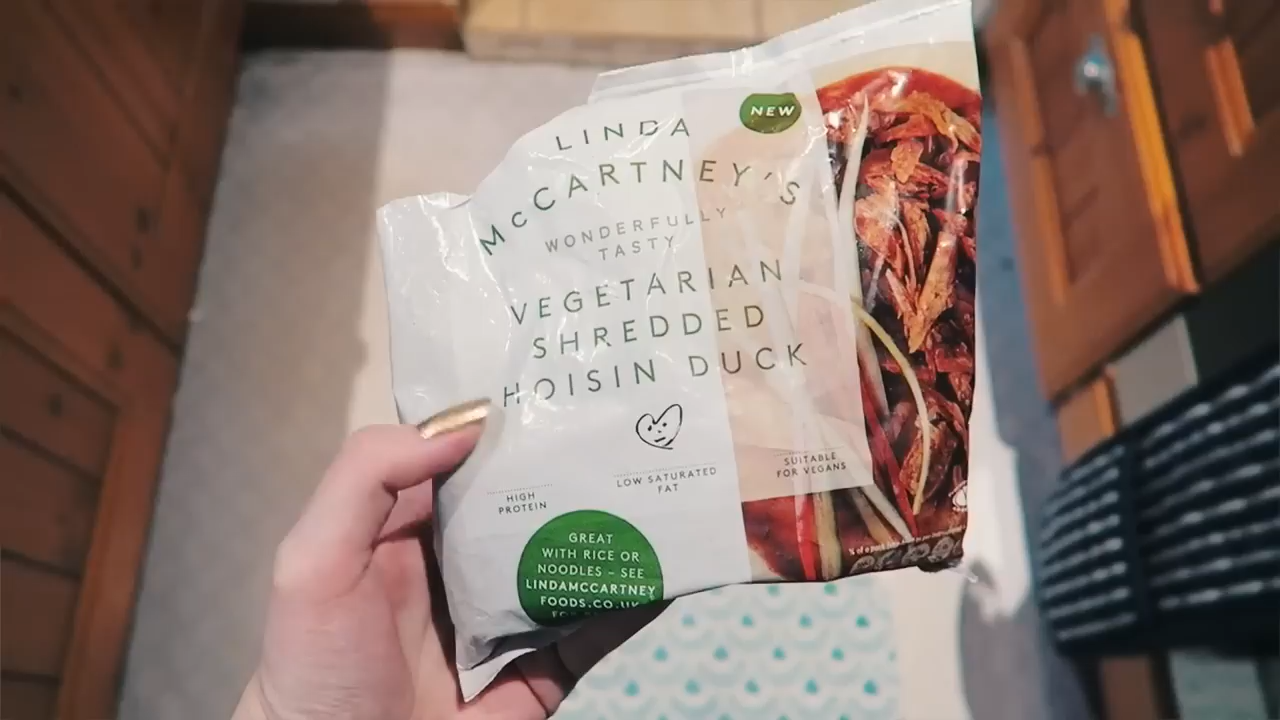 NEW
LINDA
McCARTNEY'S
WONDERFULLY
TASTY
VEGETARIAN
SHREDDED
HOISIN DUCK
HIGH
PROTEIN
LOW SATURATED
FAT
SUITABLE
FOR VEGANS
GREAT
WITH RICE OR
NOODLES – SEE
LINDAMCCARTNEY
FOODS.CO.UK
FOR